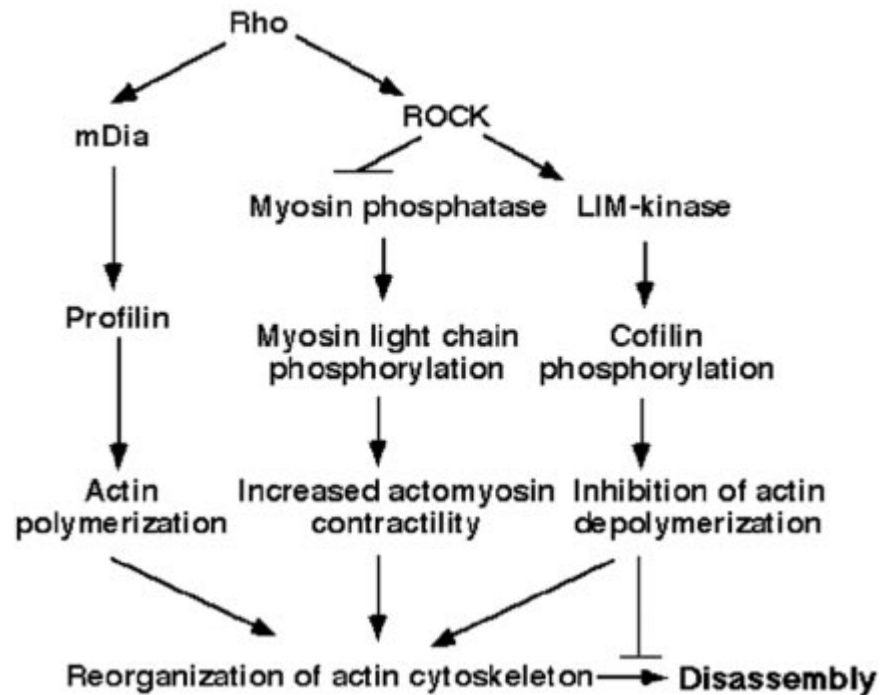 Rho
mDia
ROCK
Myosin phosphatase
LIM-kinase
Profilin
Myosin light chain
phosphorylation
Cofilin
phosphorylation
Actin
polymerization
Increased actomyosin
contractility
Inhibition of actin
depolymerization
Reorganization of actin cytoskeleton
Disassembly